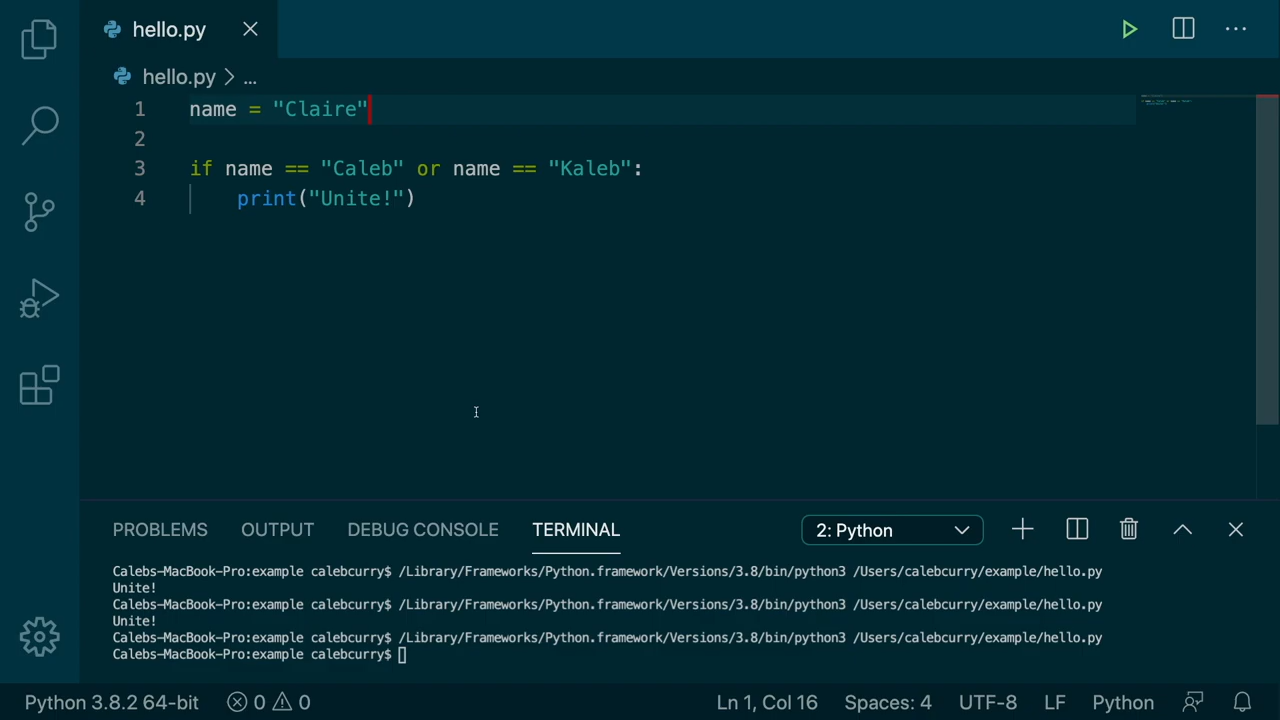 hello.py
hello.py > ...
1 name = "Claire"
2
3 if name == "Caleb" or name == "Kaleb":
4 print("Unite!")
PROBLEMS OUTPUT DEBUG CONSOLE TERMINAL 2: Python
Calebs-MacBook-Pro:example calebcurry$ /Library/Frameworks/Python.framework/Versions/3.8/bin/python3 /Users/calebcurry/example/hello.py
Unite!
Calebs-MacBook-Pro:example calebcurry$ /Library/Frameworks/Python.framework/Versions/3.8/bin/python3 /Users/calebcurry/example/hello.py
Unite!
Calebs-MacBook-Pro:example calebcurry$ /Library/Frameworks/Python.framework/Versions/3.8/bin/python3 /Users/calebcurry/example/hello.py
Calebs-MacBook-Pro:example calebcurry$
Python 3.8.2 64-bit 0 0 Ln 1, Col 16 Spaces: 4 UTF-8 LF Python